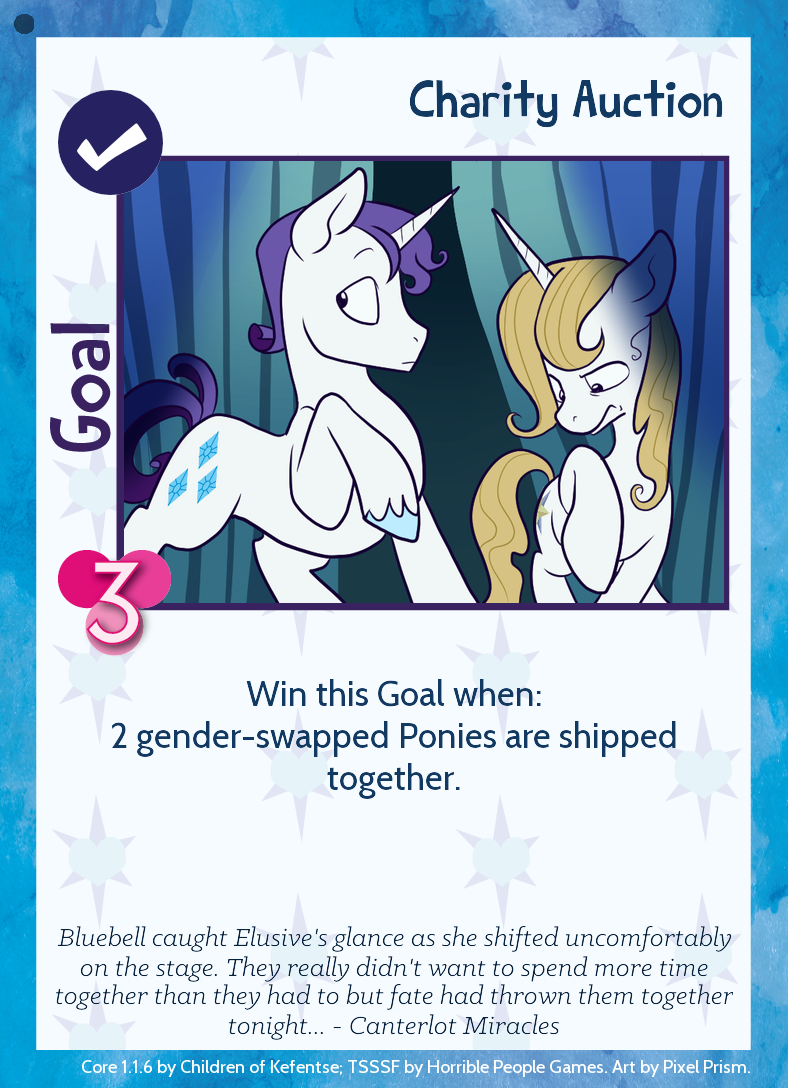 Charity Auction
Goal
3
Win this Goal when:
2 gender-swapped Ponies are shipped
together.
Bluebell caught Elusive's glance as she shifted uncomfortably
on the stage. They really didn't want to spend more time
together than they had to but fate had thrown them together
tonight... - Canterlot Miracles
Core 1.1.6 by Children of Kefentse; TSSSF by Horrible People Games. Art by Pixel Prism.